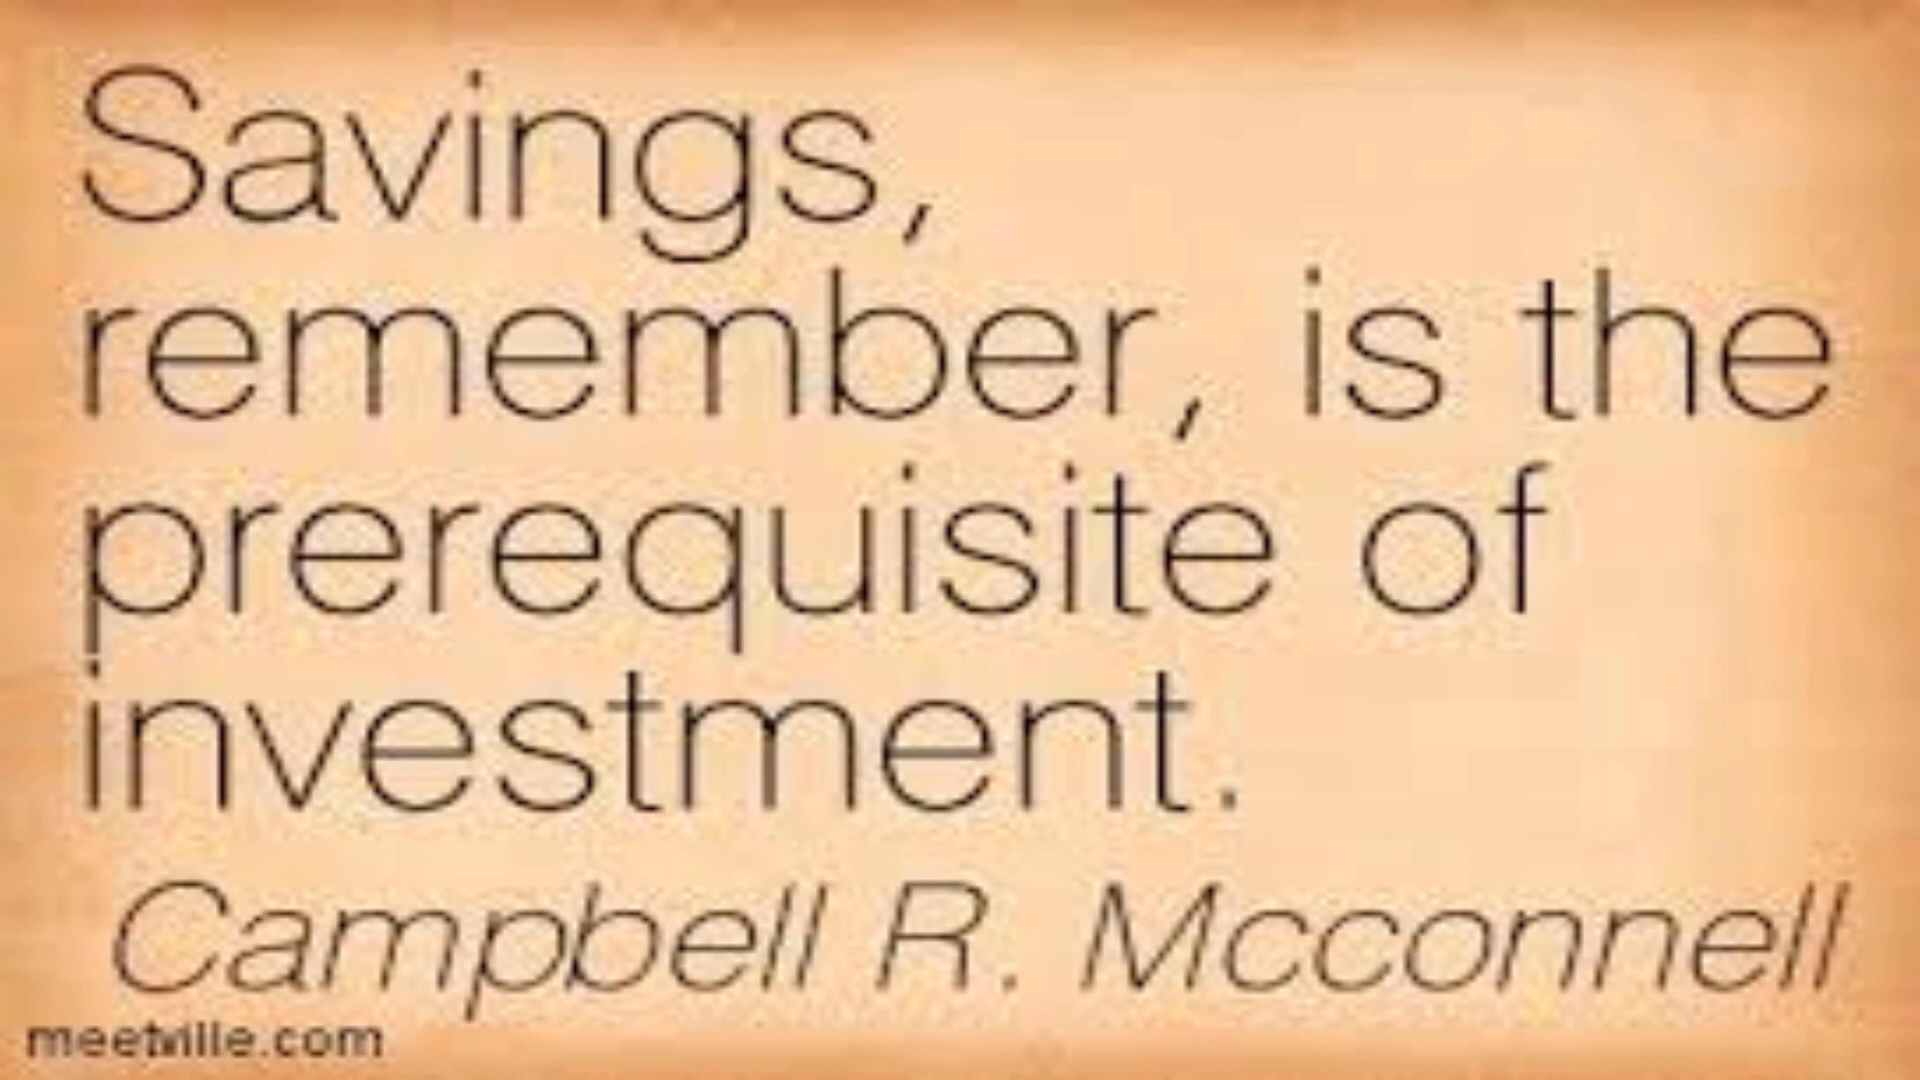 Savings,
remember, is the
prerequisite of
investment.
Campbell R. Mcconnell
meetville.com